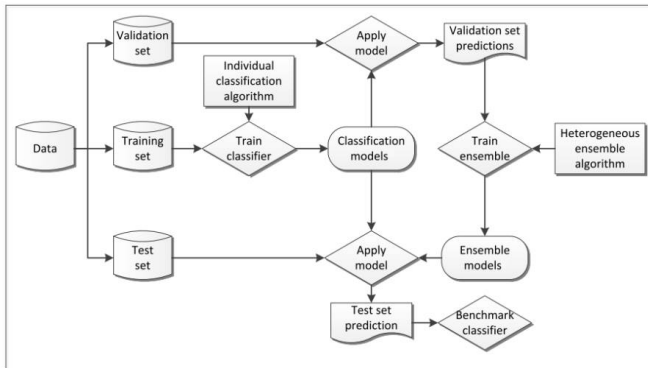 Validation
set
Apply
model
Validation set
predictions
Individual
classification
algorithm
Data
Training
set
Train
classifier
Classification
models
Train
ensemble
Heterogeneous
ensemble
algorithm
Test
set
Apply
model
Ensemble
models
Test set
prediction
Benchmark
classifier